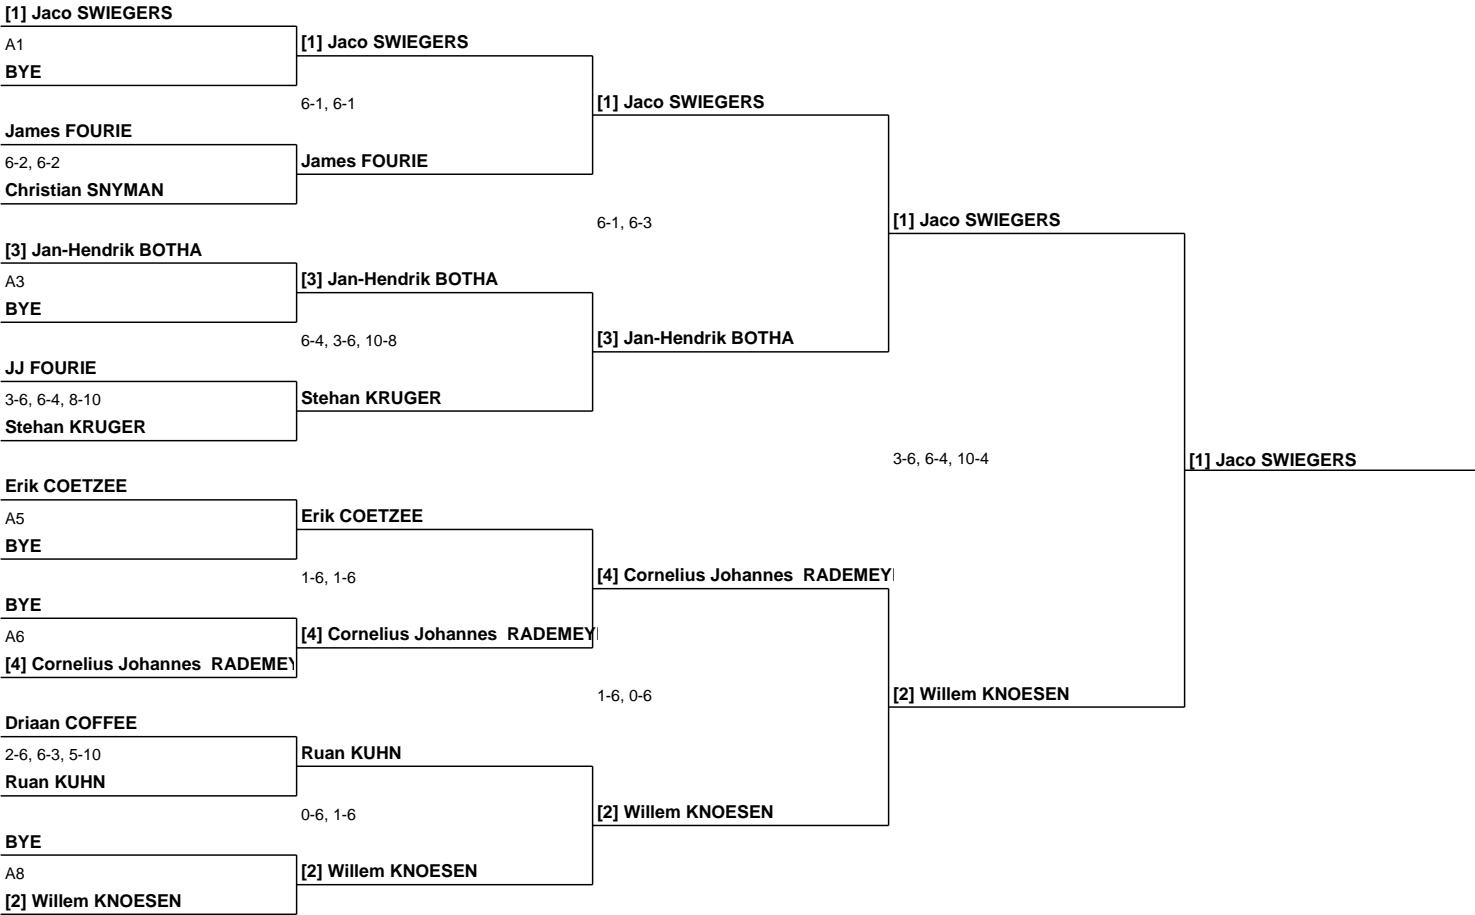 [1] Jaco SWIEGERS
A1
BYE
[1] Jaco SWIEGERS
6-1, 6-1
[1] Jaco SWIEGERS
James FOURIE
6-2, 6-2
Christian SNYMAN
James FOURIE
6-1, 6-3
[1] Jaco SWIEGERS
[3] Jan-Hendrik BOTHA
A3
BYE
[3] Jan-Hendrik BOTHA
6-4, 3-6, 10-8
[3] Jan-Hendrik BOTHA
JJ FOURIE
3-6, 6-4, 8-10
Stehan KRUGER
Stehan KRUGER
3-6, 6-4, 10-4
[1] Jaco SWIEGERS
Erik COETZEE
A5
BYE
Erik COETZEE
1-6, 1-6
[4] Cornelius Johannes RADEMEY
BYE
A6
[4] Cornelius Johannes RADEMEY
[4] Cornelius Johannes RADEMEY
1-6, 0-6
[2] Willem KNOESEN
Driaan COFFEE
2-6, 6-3, 5-10
Ruan KUHN
Ruan KUHN
0-6, 1-6
[2] Willem KNOESEN
BYE
A8
[2] Willem KNOESEN
[2] Willem KNOESEN